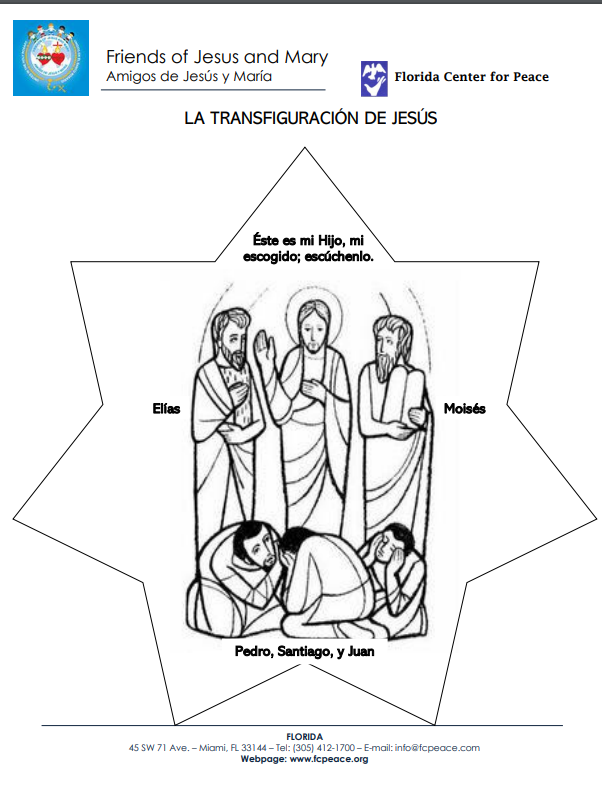 Friends of Jesus and Mary
Amigos de Jesús y María
Florida Center for Peace
LA TRANSFIGURACIÓN DE JESÚS
Éste es mi Hijo, mi
escogido; escúchenlo.
Elías
Moisés
Pedro, Santiago, y Juan
FLORIDA
45 SW 71 Ave. – Miami, FL 33144 – Tel: (305) 412-1700 – E-mail: info@fcpeace.com
Webpage: www.fcpeace.org